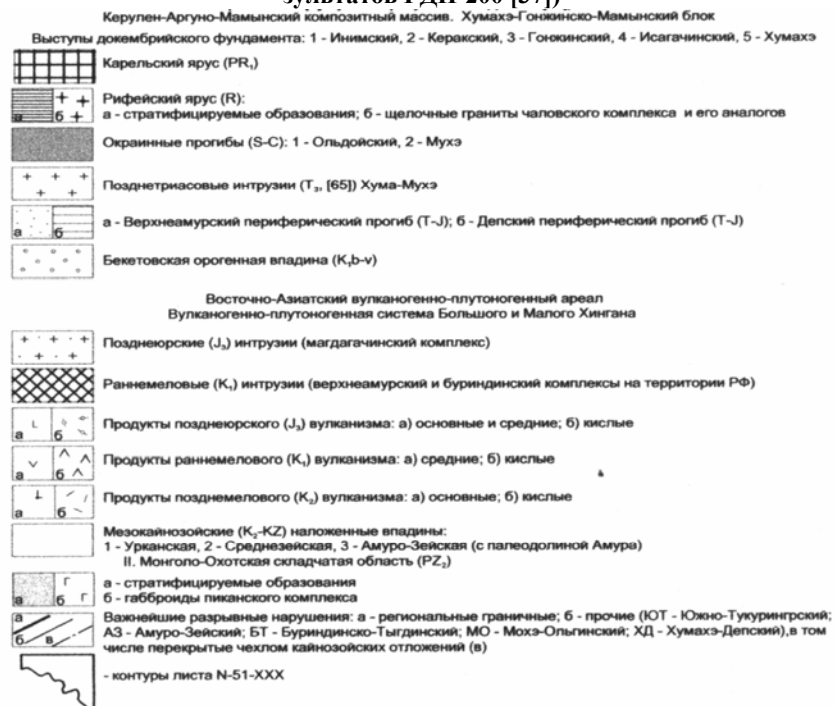 зультатов ГДП-200 [57])
Керулен-Аргуно-Мамынский композитный массив. Хумахэ-Гонжинско-Мамынский блок
Выступы докембрийского фундамента: 1 - Инимский, 2 - Керакский, 3 - Гонжинский, 4 - Исагачинский, 5 - Хумахэ
Карельский ярус (PR₁)
Рифейский ярус (R):
а б
а - стратифицируемые образования; б - щелочные граниты чаловского комплекса и его аналогов
Окраинные прогибы (S-C): 1 - Ольдойский, 2 - Мухэ
Позднетриасовые интрузии (T₃, [65]) Хума-Мухэ
а б
а - Верхнеамурский периферический прогиб (T-J); б - Депский периферический прогиб (T-J)
Бекетовская орогенная впадина (K₁b-v)
Восточно-Азиатский вулканогенно-плутоногенный ареал
Вулканогенно-плутоногенная система Большого и Малого Хингана
Позднеюрские (J₃) интрузии (магдагачинский комплекс)
Раннемеловые (K₁) интрузии (верхнеамурский и буриндинский комплексы на территории РФ)
а б
Продукты позднеюрского (J₃) вулканизма: а) основные и средние; б) кислые
а б
Продукты раннемелового (K₁) вулканизма: а) средние; б) кислые
а б
Продукты позднемелового (K₂) вулканизма: а) основные; б) кислые
Мезокайнозойские (K₂-KZ) наложенные впадины:
1 - Урканская, 2 - Среднезейская, 3 - Амуро-Зейская (с палеодолиной Амура)
II. Монголо-Охотская складчатая область (PZ₂)
а б Г Г
а - стратифицируемые образования
б - габброиды пиканского комплекса
а б в
Важнейшие разрывные нарушения: а - региональные граничные; б - прочие (ЮТ - Южно-Тукурингрский;
АЗ - Амуро-Зейский; БТ - Буриндинско-Тыгдинский; МО - Мохэ-Ольгинский; ХД - Хумахэ-Депский),в том
числе перекрытые чехлом кайнозойских отложений (в)
- контуры листа N-51-XXX